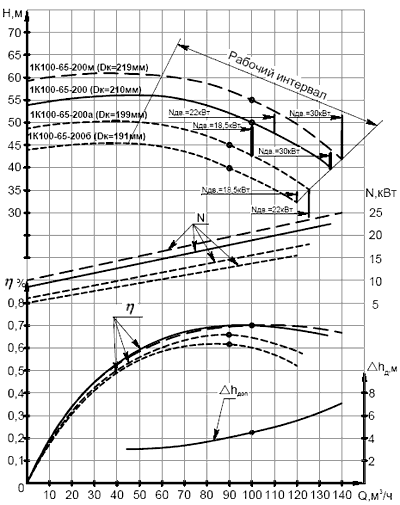 H,м
65
60
55
50
45
40
35
30
1К100-65-200м (Dк=219мм)
1К100-65-200 (Dк=210мм)
1К100-65-200а (Dк=199мм)
1К100-65-200б (Dк=191мм)
Рабочий интервал
Nдв.=22кВт
Nдв.=30кВт
Nдв.=18,5кВт
Nдв.=30кВт
Nдв.=18,5кВт
Nдв.=22кВт
N,кВт
25
20
15
10
5
N
η %
0,8
0,7
0,6
0,5
0,4
0,3
0,2
0,1
0
η
Δhдоп
Δhд,м
8
6
4
2
0
10 20 30 40 50 60 70 80 90 100 110 120 130 140
Q,м³/ч